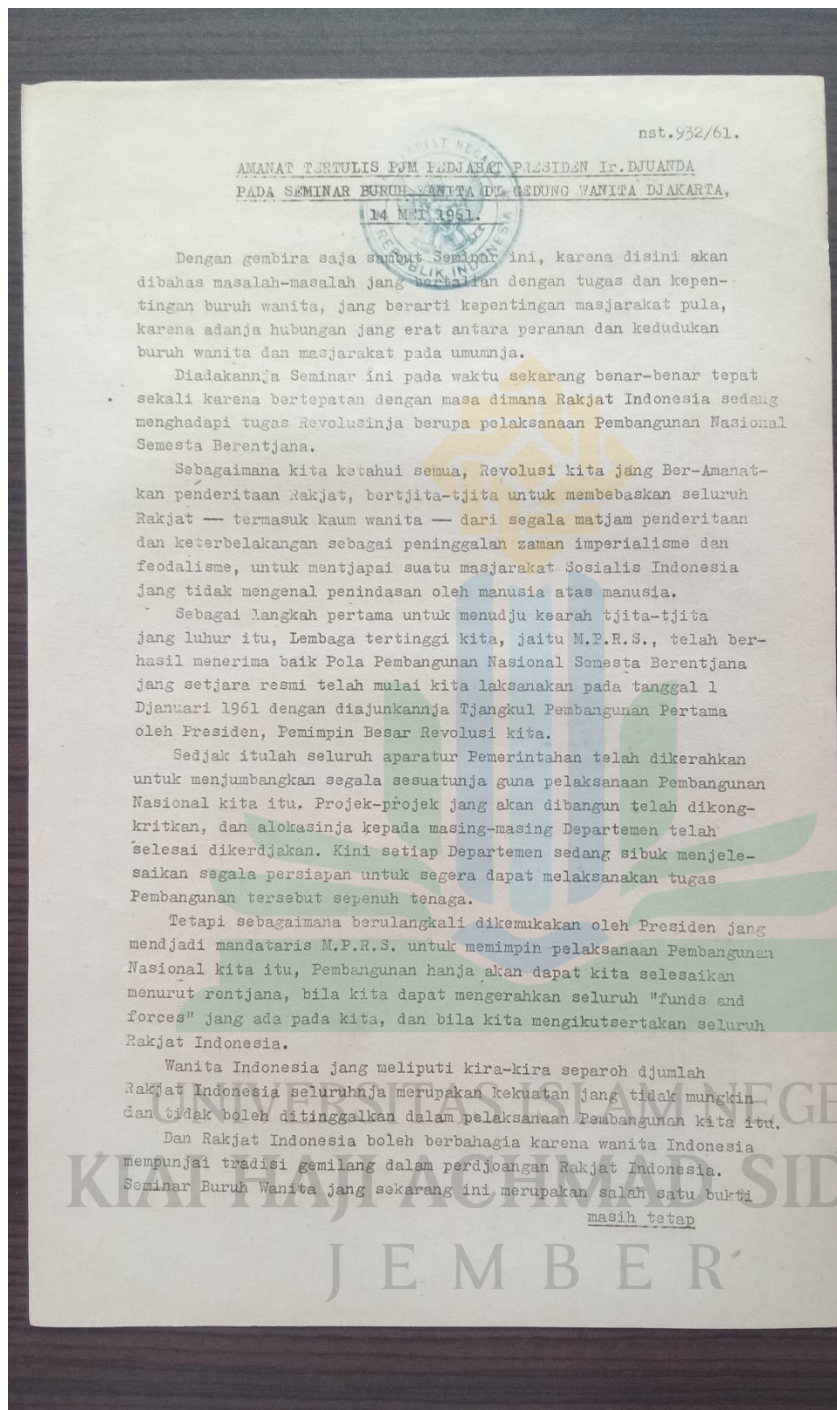 nst.932/61.
AMANAT TERTULIS PJM PEDJABAT PRESIDEN Ir.DJUANDA
PADA SEMINAR BURUH WANITA DI GEDUNG WANITA DJAKARTA,
14 MEI 1961.
REPUBLIK INDONESIA
Dengan gembira saja sambut Seminar ini, karena disini akan
dibahas masalah-masalah jang bertalian dengan tugas dan kepen-
tingan buruh wanita, jang berarti kepentingan masjarakat pula,
karena adanja hubungan jang erat antara peranan dan kedudukan
buruh wanita dan masjarakat pada umumnja.
Diadakannja Seminar ini pada waktu sekarang benar-benar tepat
sekali karena bertepatan dengan masa dimana Rakjat Indonesia sedang
menghadapi tugas Revolusinja berupa pelaksanaan Pembangunan Nasional
Semesta Berentjana.
Sebagaimana kita ketahui semua, Revolusi kita jang Ber-Amanat-
kan penderitaan Rakjat, bertjita-tjita untuk membebaskan seluruh
Rakjat — termasuk kaum wanita — dari segala matjam penderitaan
dan keterbelakangan sebagai peninggalan zaman imperialisme dan
feodalisme, untuk mentjapai suatu masjarakat Sosialis Indonesia
jang tidak mengenal penindasan oleh manusia atas manusia.
Sebagai langkah pertama untuk menudju kearah tjita-tjita
jang luhur itu, Lembaga tertinggi kita, jaitu M.P.R.S., telah ber-
hasil menerima baik Pola Pembangunan Nasional Semesta Berentjana
jang setjara resmi telah mulai kita laksanakan pada tanggal 1
Djanuari 1961 dengan diajunkannja Tjangkul Pembangunan Pertama
oleh Presiden, Pemimpin Besar Revolusi kita.
Sedjak itulah seluruh aparatur Pemerintahan telah dikerahkan
untuk menjumbangkan segala sesuatunja guna pelaksanaan Pembangunan
Nasional kita itu. Projek-projek jang akan dibangun telah dikong-
kritkan, dan alokasinja kepada masing-masing Departemen telah
selesai dikerdjakan. Kini setiap Departemen sedang sibuk menjele-
saikan segala persiapan untuk segera dapat melaksanakan tugas
Pembangunan tersebut sepenuh tenaga.
Tetapi sebagaimana berulangkali dikemukakan oleh Presiden jang
mendjadi mandataris M.P.R.S. untuk memimpin pelaksanaan Pembangunan
Nasional kita itu, Pembangunan hanja akan dapat kita selesaikan
menurut rentjana, bila kita dapat mengerahkan seluruh "funds and
forces" jang ada pada kita, dan bila kita mengikutsertakan seluruh
Rakjat Indonesia.
Wanita Indonesia jang meliputi kira-kira separoh djumlah
Rakjat Indonesia seluruhnja merupakan kekuatan jang tidak mungkin
dan tidak boleh ditinggalkan dalam pelaksanaan Pembangunan kita itu.
Dan Rakjat Indonesia boleh berbahagia karena wanita Indonesia
mempunjai tradisi gemilang dalam perdjoangan Rakjat Indonesia.
Seminar Buruh Wanita jang sekarang ini merupakan salah satu bukti
masih tetap
UNIVERSITAS ISLAM NEGE
KIAI HAJI ACHMAD SID
JEMBER